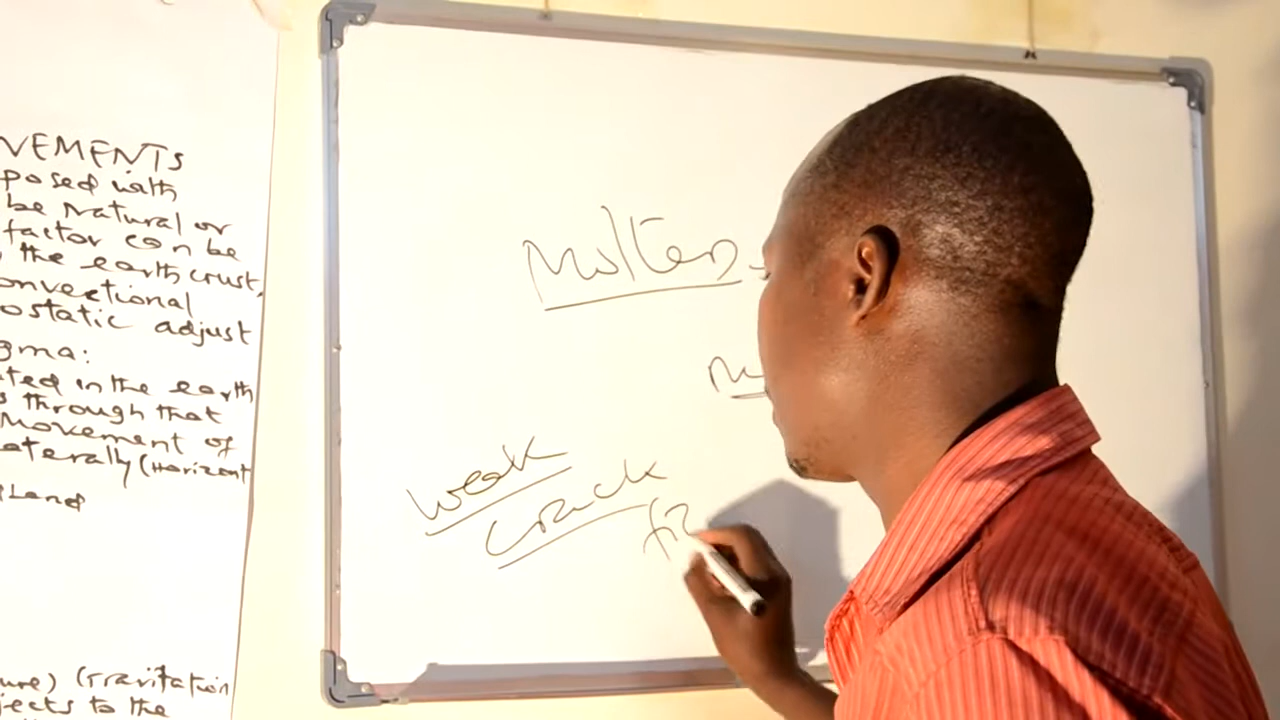 VEMENTS
posed with
be Natural or
factor can be
the earth crust,
onvectional
ostatic adjust
gma:
ted in the earth
s through that
Movement of
aterally (Horizont
Land
ure) Gravitation
jects to the
Molten
weak
crack